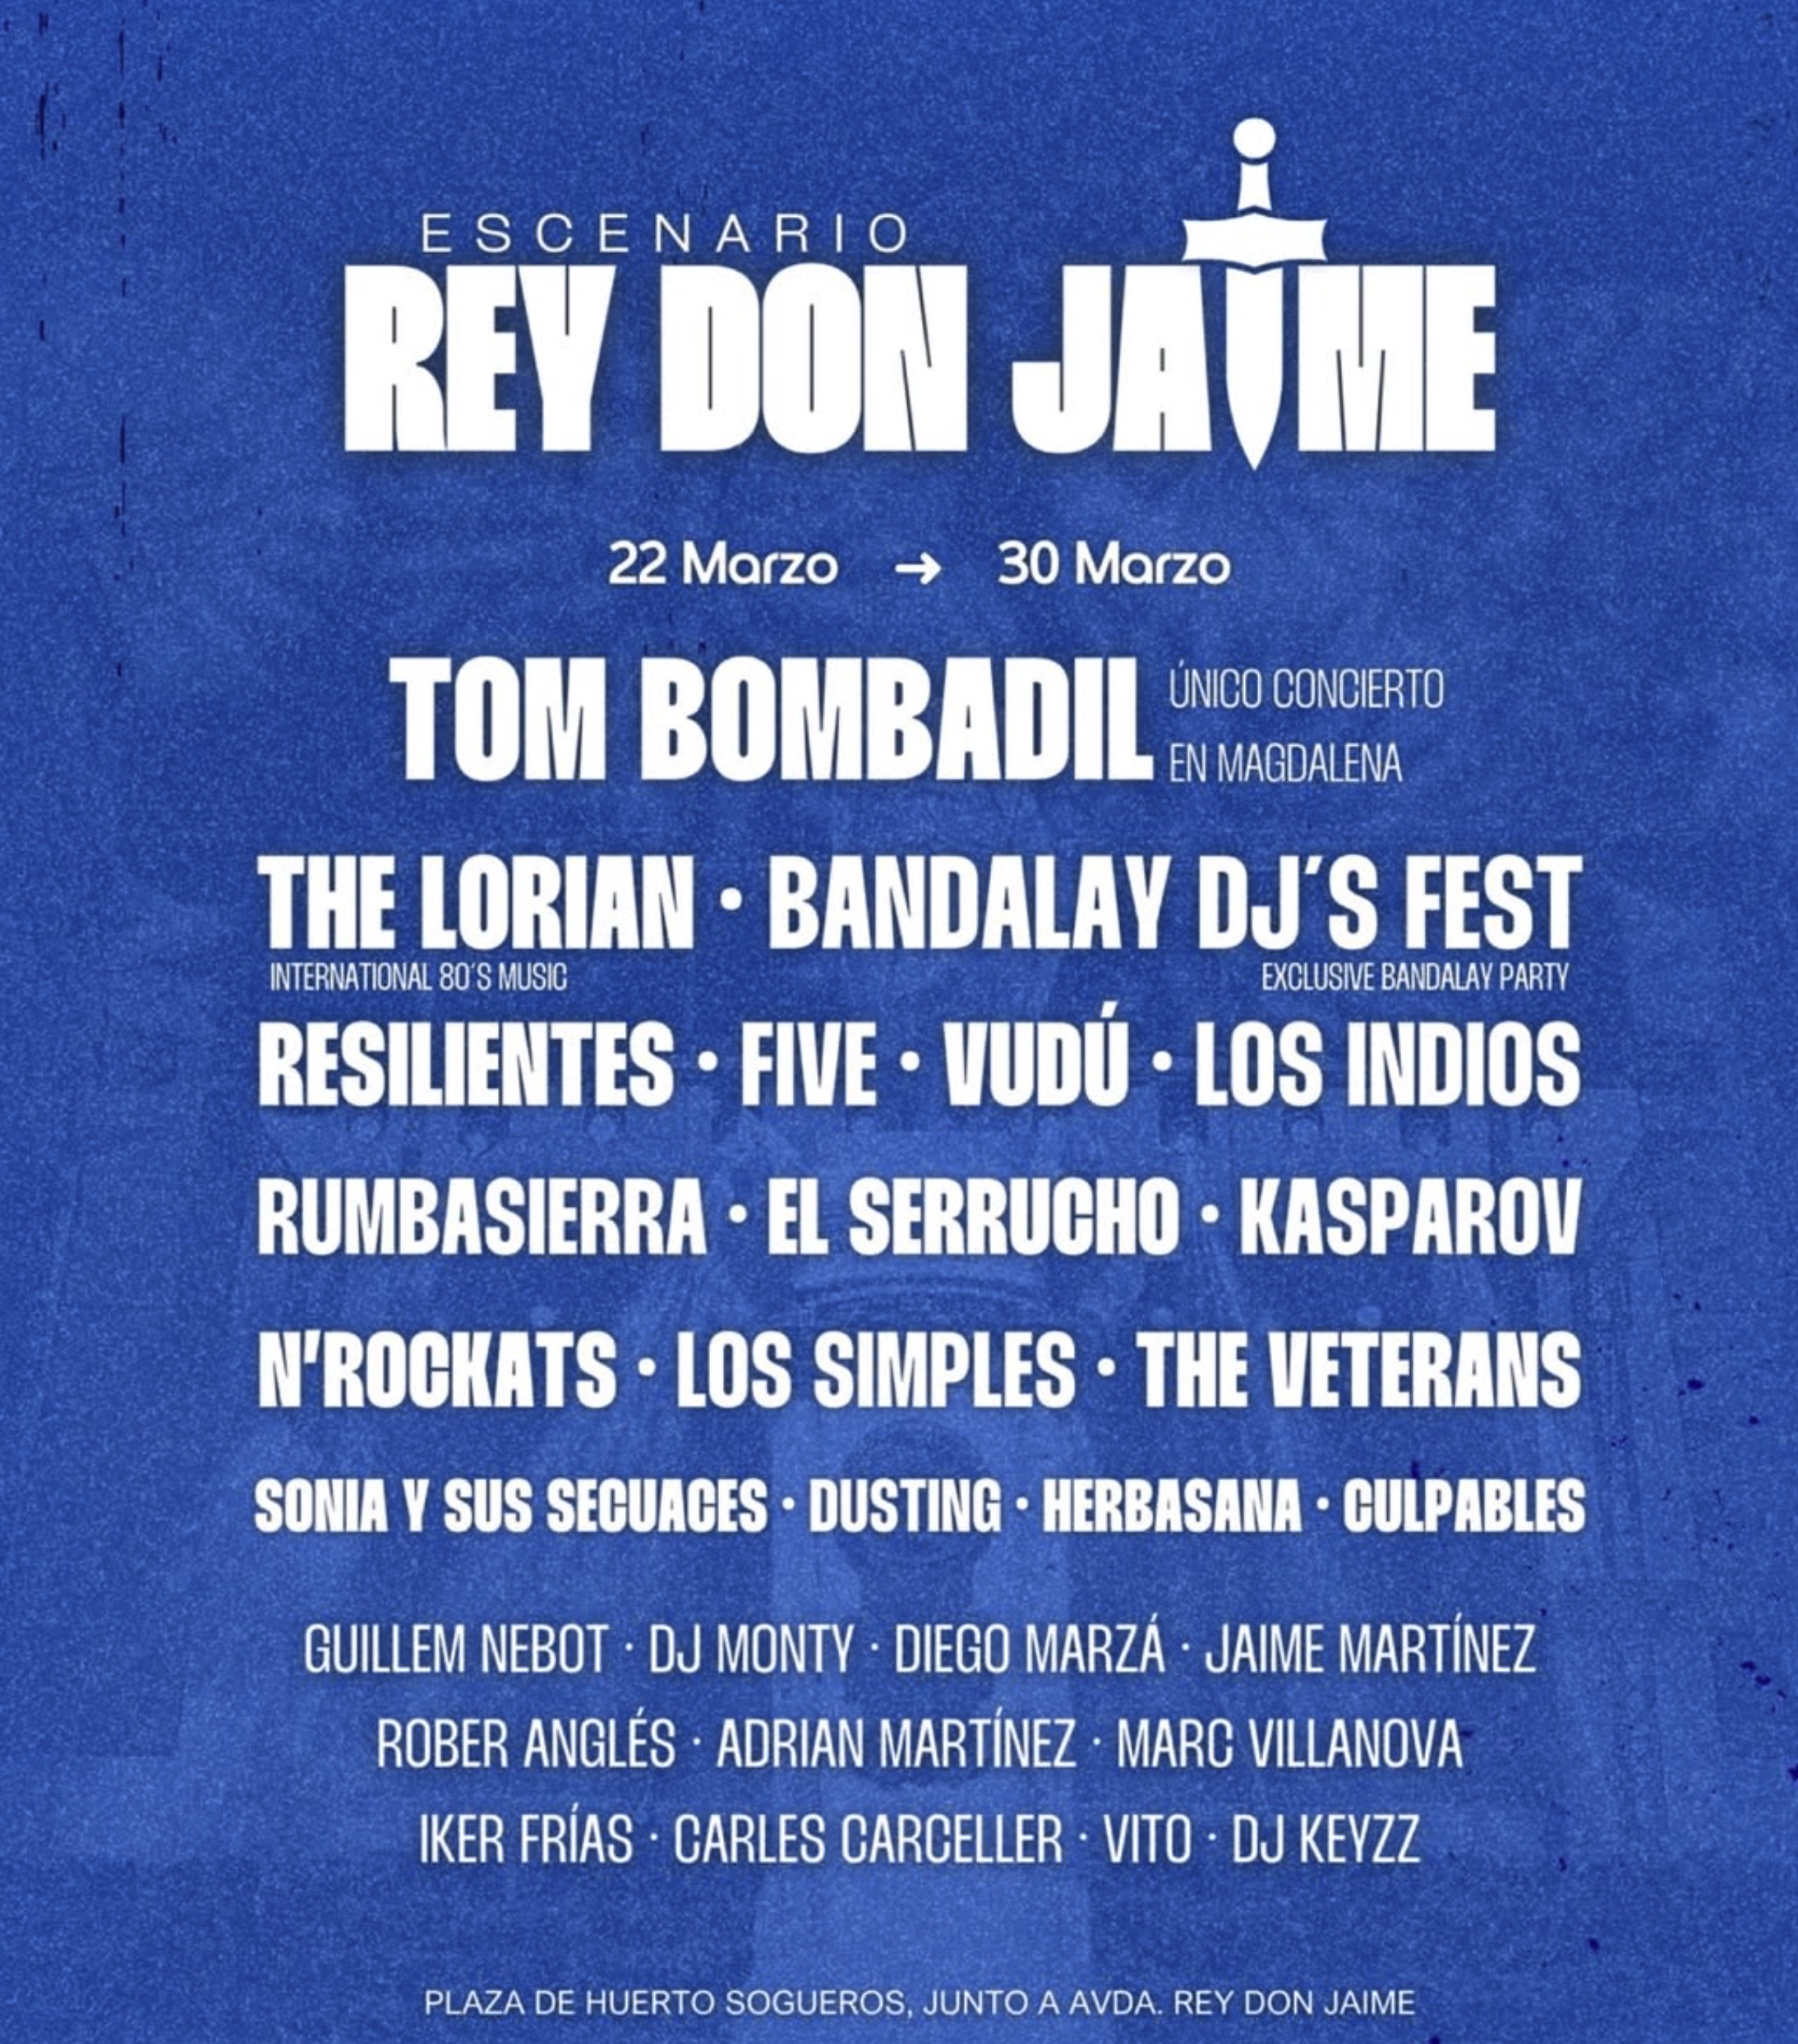 ESCENARIO
REY DON JAIME
22 Marzo → 30 Marzo
TOM BOMBADIL ÚNICO CONCIERTO
EN MAGDALENA
THE LORIAN · BANDALAY DJ´S FEST
INTERNATIONAL 80´S MUSIC EXCLUSIVE BANDALAY PARTY
RESILIENTES · FIVE · VUDÚ · LOS INDIOS
RUMBASIERRA · EL SERRUCHO · KASPAROV
N'ROCKATS · LOS SIMPLES · THE VETERANS
SONIA Y SUS SECUACES · DUSTING · HERBASANA · CULPABLES
GUILLEM NEBOT · DJ MONTY · DIEGO MARZÁ · JAIME MARTÍNEZ
ROBER ANGLÉS · ADRIAN MARTÍNEZ · MARC VILLANOVA
IKER FRÍAS · CARLES CARCELLER · VITO · DJ KEYZZ
PLAZA DE HUERTO SOGUEROS, JUNTO A AVDA. REY DON JAIME